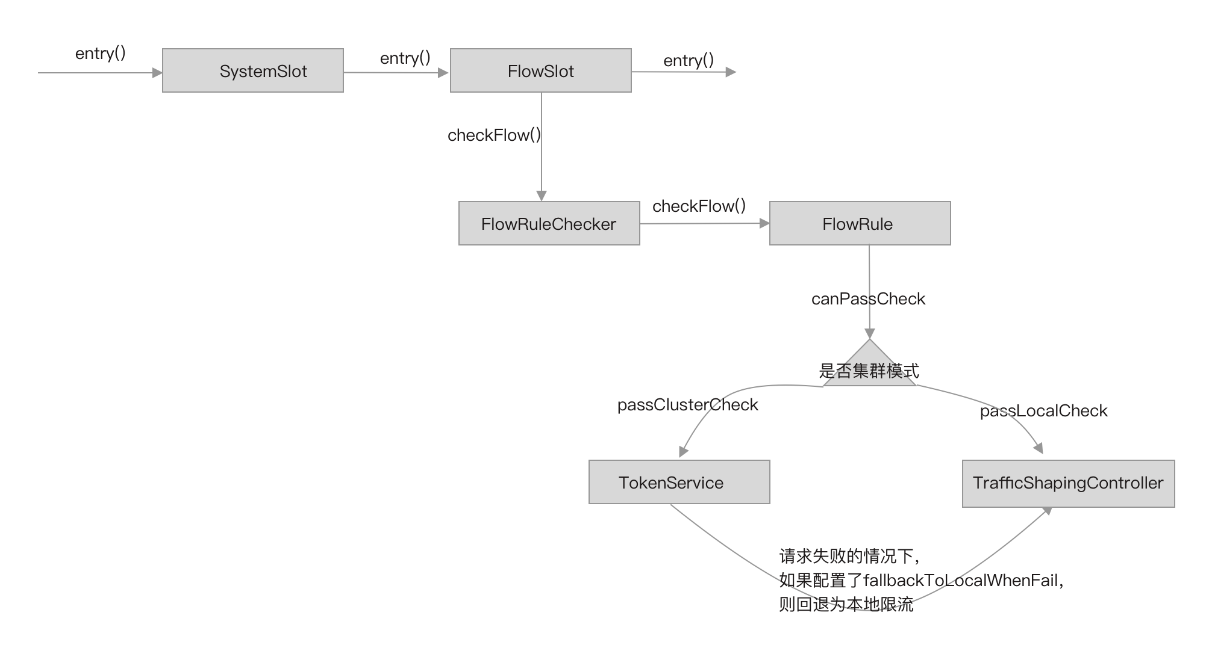 entry()
SystemSlot
entry()
FlowSlot
entry()
checkFlow()
FlowRuleChecker
checkFlow()
FlowRule
canPassCheck
是否集群模式
passClusterCheck
passLocalCheck
TokenService
TrafficShapingController
请求失败的情况下,
如果配置了fallbackToLocalWhenFail,
则回退为本地限流